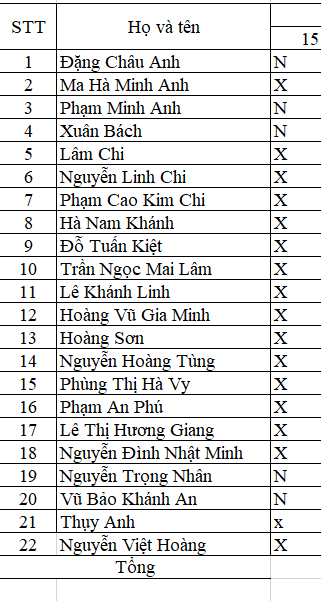 STT Họ và tên
15
1 Đặng Châu Anh N
2 Ma Hà Minh Anh X
3 Phạm Minh Anh N
4 Xuân Bách N
5 Lâm Chi X
6 Nguyễn Linh Chi X
7 Phạm Cao Kim Chi X
8 Hà Nam Khánh X
9 Đỗ Tuấn Kiệt X
10 Trần Ngọc Mai Lâm X
11 Lê Khánh Linh X
12 Hoàng Vũ Gia Minh X
13 Hoàng Sơn X
14 Nguyễn Hoàng Tùng X
15 Phùng Thị Hà Vy X
16 Phạm An Phú X
17 Lê Thị Hương Giang X
18 Nguyễn Đình Nhật Minh X
19 Nguyễn Trọng Nhân N
20 Vũ Bảo Khánh An N
21 Thụy Anh x
22 Nguyễn Việt Hoàng X
Tổng